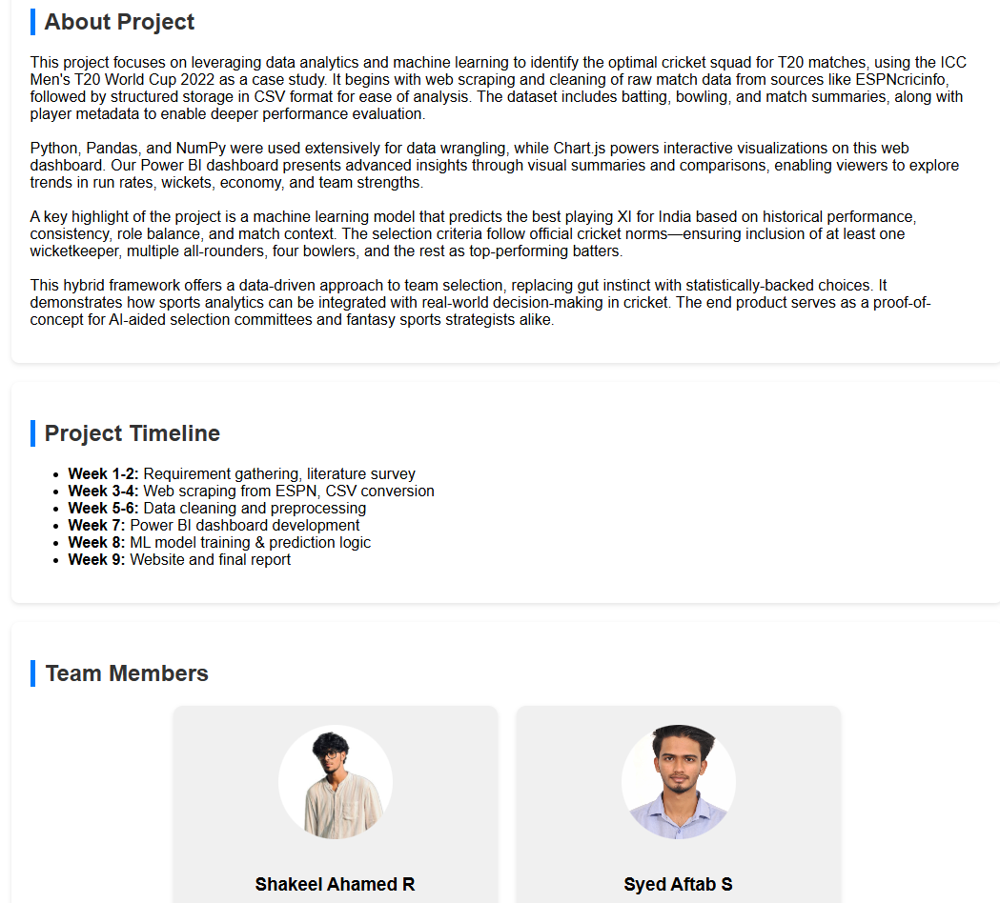 About Project
This project focuses on leveraging data analytics and machine learning to identify the optimal cricket squad for T20 matches, using the ICC
Men's T20 World Cup 2022 as a case study. It begins with web scraping and cleaning of raw match data from sources like ESPNcricinfo,
followed by structured storage in CSV format for ease of analysis. The dataset includes batting, bowling, and match summaries, along with
player metadata to enable deeper performance evaluation.
Python, Pandas, and NumPy were used extensively for data wrangling, while Chart.js powers interactive visualizations on this web
dashboard. Our Power BI dashboard presents advanced insights through visual summaries and comparisons, enabling viewers to explore
trends in run rates, wickets, economy, and team strengths.
A key highlight of the project is a machine learning model that predicts the best playing XI for India based on historical performance,
consistency, role balance, and match context. The selection criteria follow official cricket norms—ensuring inclusion of at least one
wicketkeeper, multiple all-rounders, four bowlers, and the rest as top-performing batters.
This hybrid framework offers a data-driven approach to team selection, replacing gut instinct with statistically-backed choices. It
demonstrates how sports analytics can be integrated with real-world decision-making in cricket. The end product serves as a proof-of-
concept for AI-aided selection committees and fantasy sports strategists alike.
Project Timeline
• Week 1-2: Requirement gathering, literature survey
• Week 3-4: Web scraping from ESPN, CSV conversion
• Week 5-6: Data cleaning and preprocessing
• Week 7: Power BI dashboard development
• Week 8: ML model training & prediction logic
• Week 9: Website and final report
Team Members
Shakeel Ahamed R
Syed Aftab S